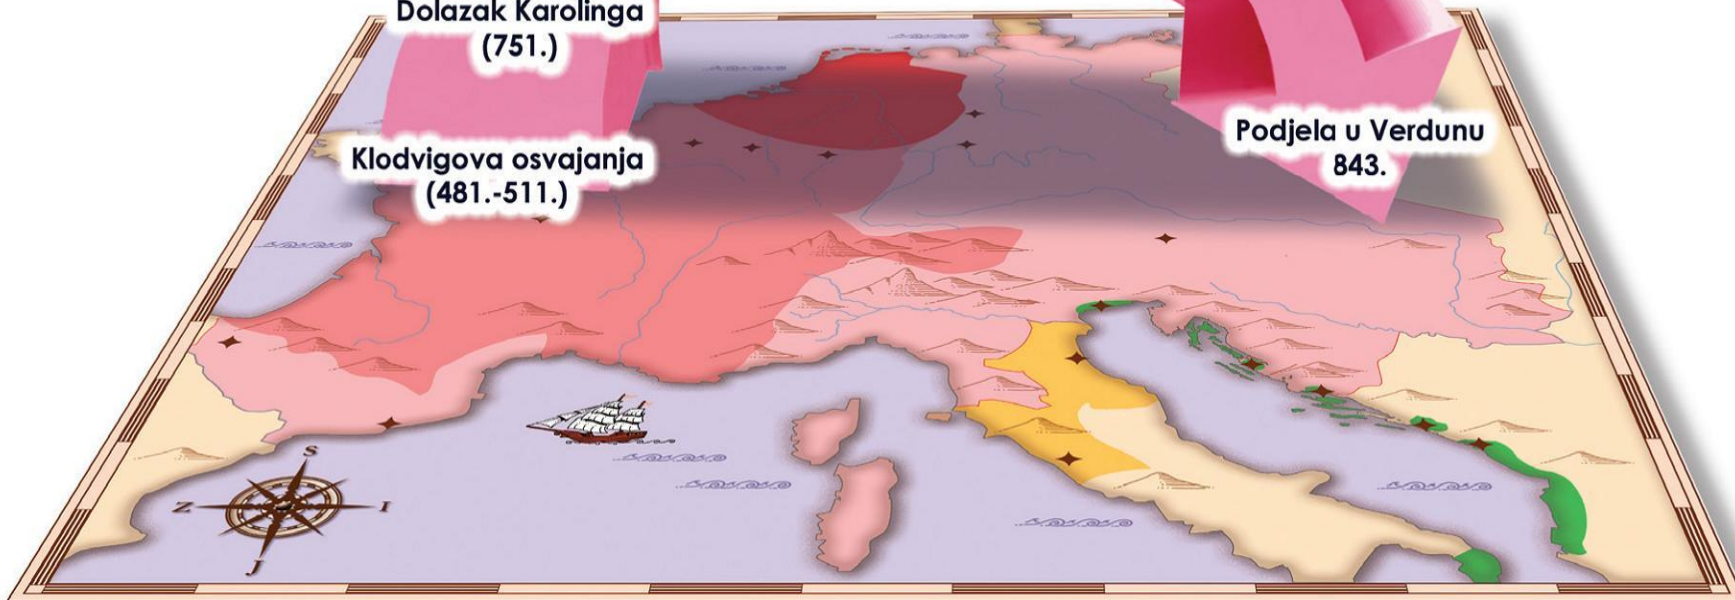 Dolazak Karolinga
(751.)
Klodvigova osvajanja
(481.-511.)
Podjela u Verdunu
843.
S
Z
I
J